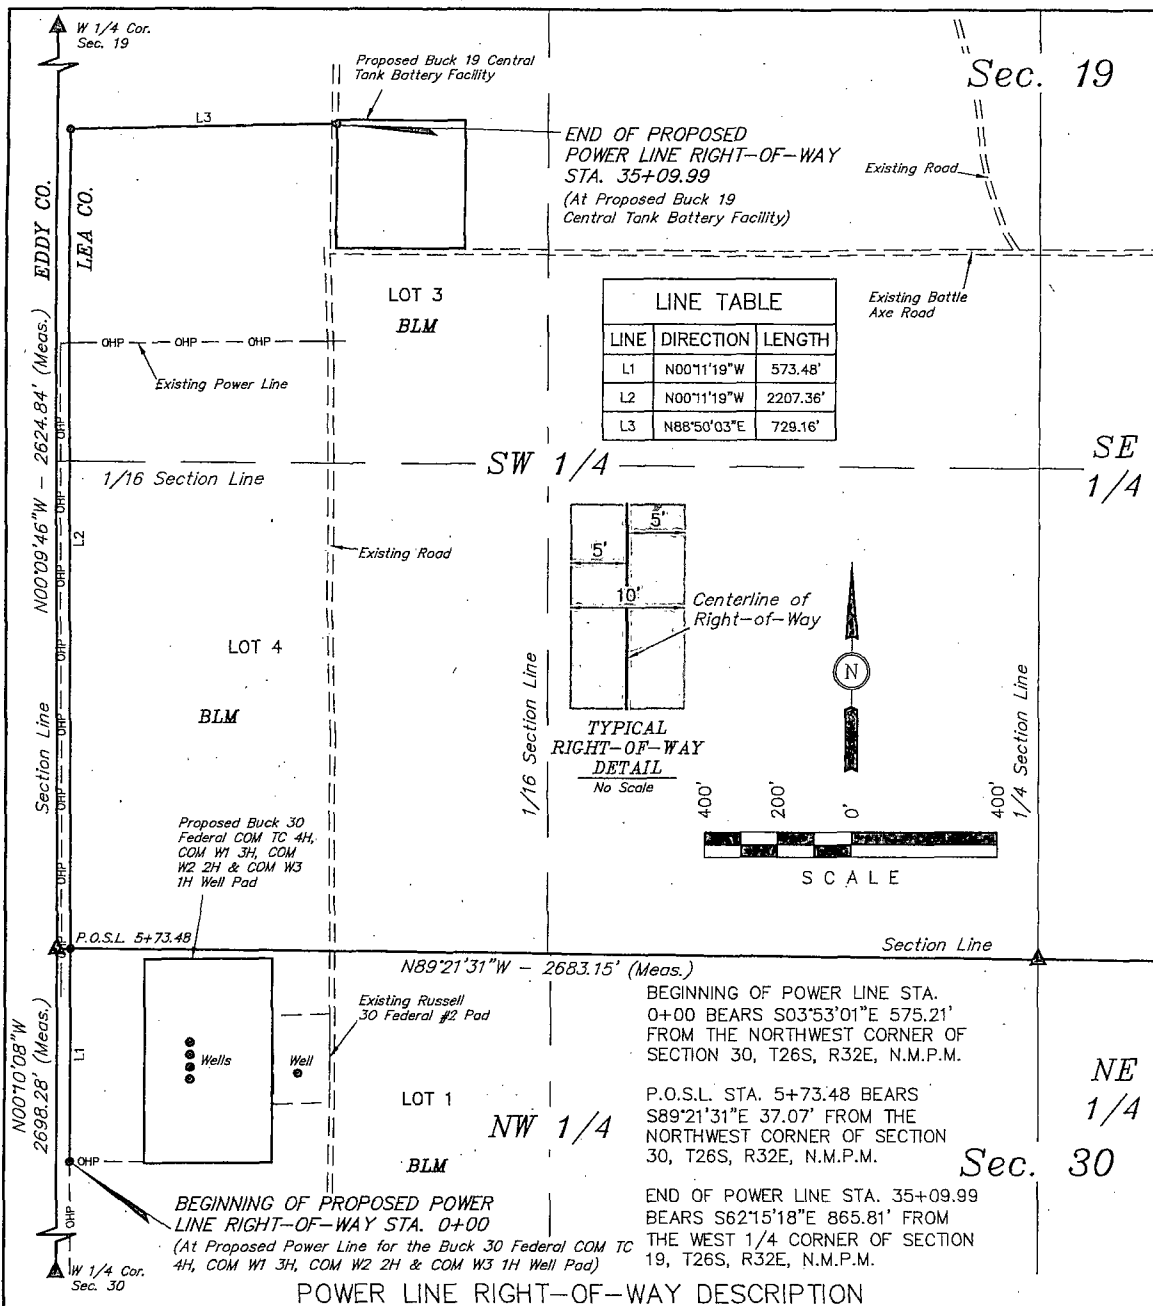 W 1/4 Cor.
Sec. 19
Proposed Buck 19 Central
Tank Battery Facility
Sec. 19
L3
END OF PROPOSED
POWER LINE RIGHT-OF-WAY
STA. 35+09.99
(At Proposed Buck 19
Central Tank Battery Facility)
Existing Road
EDDY CO.
LEA CO.
LOT 3
BLM
Existing Battle
Axe Road
LINE TABLE
LINE DIRECTION LENGTH
L1 N00°11'19"W 573.48'
L2 N00°11'19"W 2207.36'
L3 N88°50'03"E 729.16'
OHP OHP OHP
Existing Power Line
N00°09'46"W - 2624.84' (Meas.)
OHP
OHP
OHP
OHP
OHP
OHP
OHP
OHP
SW 1/4
SE
1/4
1/16 Section Line
L2
Existing Road
5'
5'
10'
Centerline of
Right-of-Way
N
LOT 4
BLM
Section Line
1/16 Section Line
1/4 Section Line
TYPICAL
RIGHT-OF-WAY
DETAIL
No Scale
400' 200' 0' 400'
SCALE
Proposed Buck 30
Federal COM TC 4H,
COM W1 3H, COM
W2 2H & COM W3
1H Well Pad
P.O.S.L. 5+73.48
Section Line
N89°21'31"W - 2683.15' (Meas.)
N00°10'08"W
2698.28' (Meas.)
L1
Existing Russell
30 Federal #2 Pad
Wells
Well
LOT 1
BLM
NW 1/4
NE
1/4
Sec. 30
BEGINNING OF POWER LINE STA.
0+00 BEARS S03°53'01"E 575.21'
FROM THE NORTHWEST CORNER OF
SECTION 30, T26S, R32E, N.M.P.M.
P.O.S.L. STA. 5+73.48 BEARS
S89°21'31"E 37.07' FROM THE
NORTHWEST CORNER OF SECTION
30, T26S, R32E, N.M.P.M.
END OF POWER LINE STA. 35+09.99
BEARS S62°15'18"E 865.81' FROM
THE WEST 1/4 CORNER OF SECTION
19, T26S, R32E, N.M.P.M.
OHP
OHP
BEGINNING OF PROPOSED POWER
LINE RIGHT-OF-WAY STA. 0+00
(At Proposed Power Line for the Buck 30 Federal COM TC
4H, COM W1 3H, COM W2 2H & COM W3 1H Well Pad)
W 1/4 Cor.
Sec. 30
POWER LINE RIGHT-OF-WAY DESCRIPTION